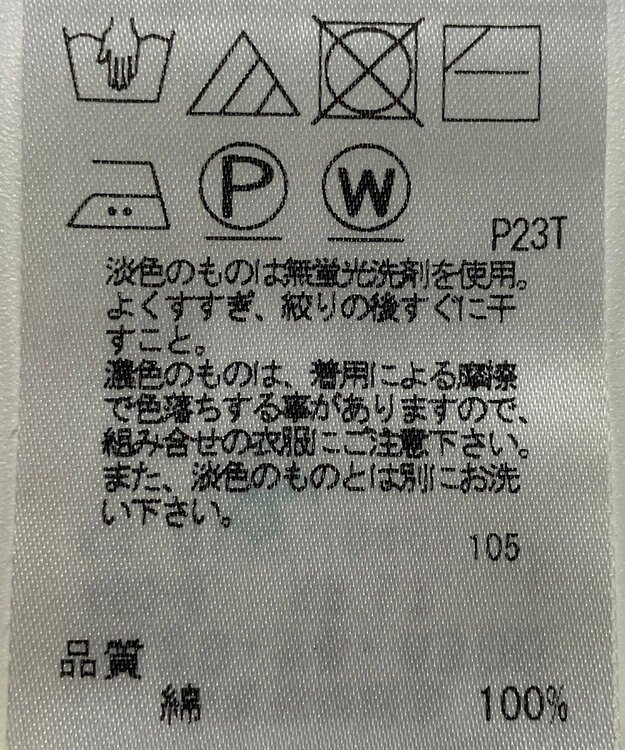 P
W
P23T
淡色のものは無蛍光洗剤を使用。
よくすすぎ、絞りの後すぐに干
すこと。
濃色のものは、着用による摩擦
で色落ちする事がありますので、
組み合せの衣服にご注意下さい。
また、淡色のものとは別にお洗
い下さい。
105
品質
綿 100%